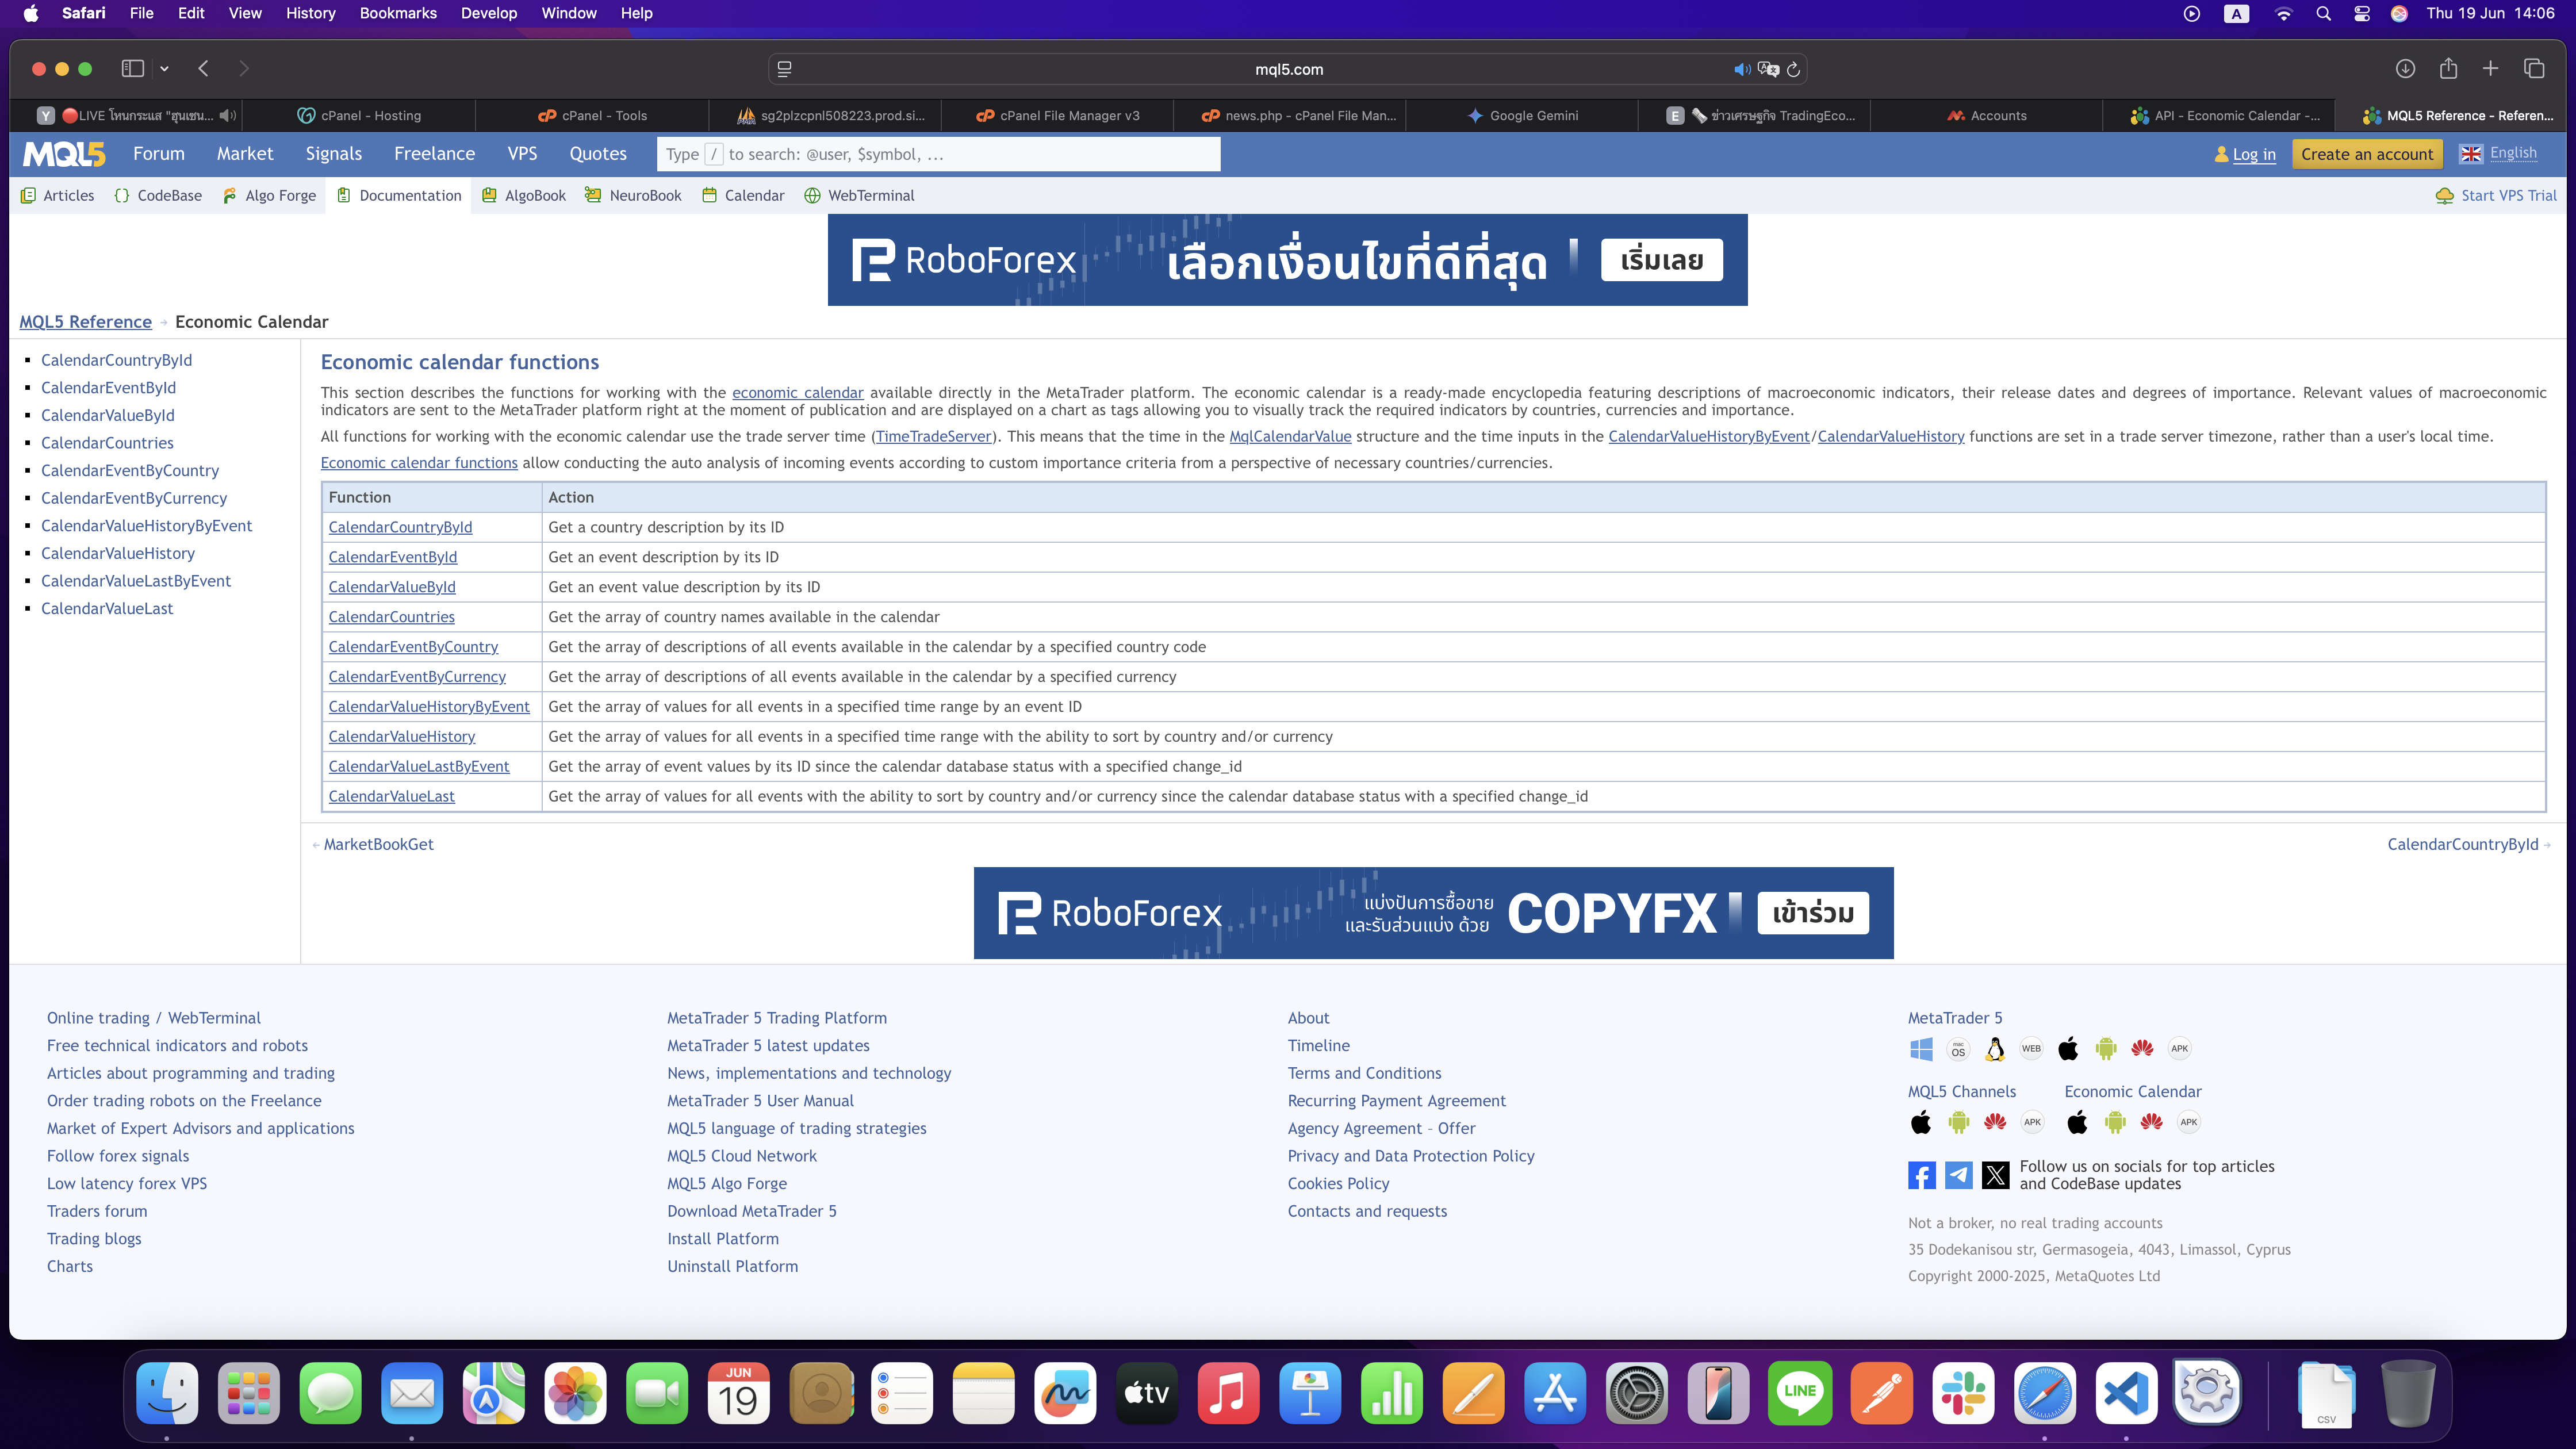 Safari File Edit View History Bookmarks Develop Window Help
A Thu 19 Jun 14:06
mql5.com
Y 🔴LIVE โหนกระแส "ฮุนเซน...
cPanel - Hosting
cPanel - Tools
sg2plzcpnl508223.prod.si...
cPanel File Manager v3
news.php - cPanel File Man...
Google Gemini
E 🗞️ ข่าวเศรษฐกิจ TradingEco...
Accounts
API - Economic Calendar -...
MQL5 Reference - Referen...
MQL5 Forum Market Signals Freelance VPS Quotes
Type / to search: @user, $symbol, ...
Log in Create an account English
Articles CodeBase Algo Forge Documentation AlgoBook NeuroBook Calendar WebTerminal
Start VPS Trial
RoboForex เลือกเงื่อนไขที่ดีที่สุด เริ่มเลย
MQL5 Reference → Economic Calendar
CalendarCountryById
CalendarEventById
CalendarValueById
CalendarCountries
CalendarEventByCountry
CalendarEventByCurrency
CalendarValueHistoryByEvent
CalendarValueHistory
CalendarValueLastByEvent
CalendarValueLast
Economic calendar functions
This section describes the functions for working with the economic calendar available directly in the MetaTrader platform. The economic calendar is a ready-made encyclopedia featuring descriptions of macroeconomic indicators, their release dates and degrees of importance. Relevant values of macroeconomic
indicators are sent to the MetaTrader platform right at the moment of publication and are displayed on a chart as tags allowing you to visually track the required indicators by countries, currencies and importance.
All functions for working with the economic calendar use the trade server time (TimeTradeServer). This means that the time in the MqlCalendarValue structure and the time inputs in the CalendarValueHistoryByEvent/CalendarValueHistory functions are set in a trade server timezone, rather than a user's local time.
Economic calendar functions allow conducting the auto analysis of incoming events according to custom importance criteria from a perspective of necessary countries/currencies.
Function Action
CalendarCountryById Get a country description by its ID
CalendarEventById Get an event description by its ID
CalendarValueById Get an event value description by its ID
CalendarCountries Get the array of country names available in the calendar
CalendarEventByCountry Get the array of descriptions of all events available in the calendar by a specified country code
CalendarEventByCurrency Get the array of descriptions of all events available in the calendar by a specified currency
CalendarValueHistoryByEvent Get the array of values for all events in a specified time range by an event ID
CalendarValueHistory Get the array of values for all events in a specified time range with the ability to sort by country and/or currency
CalendarValueLastByEvent Get the array of event values by its ID since the calendar database status with a specified change_id
CalendarValueLast Get the array of values for all events with the ability to sort by country and/or currency since the calendar database status with a specified change_id
← MarketBookGet
CalendarCountryById →
RoboForex แบ่งปันการซื้อขาย
และรับส่วนแบ่ง ด้วย COPYFX เข้าร่วม
Online trading / WebTerminal
Free technical indicators and robots
Articles about programming and trading
Order trading robots on the Freelance
Market of Expert Advisors and applications
Follow forex signals
Low latency forex VPS
Traders forum
Trading blogs
Charts
MetaTrader 5 Trading Platform
MetaTrader 5 latest updates
News, implementations and technology
MetaTrader 5 User Manual
MQL5 language of trading strategies
MQL5 Cloud Network
MQL5 Algo Forge
Download MetaTrader 5
Install Platform
Uninstall Platform
About
Timeline
Terms and Conditions
Recurring Payment Agreement
Agency Agreement – Offer
Privacy and Data Protection Policy
Cookies Policy
Contacts and requests
MetaTrader 5
mac OS WEB APK
MQL5 Channels Economic Calendar
APK APK
Follow us on socials for top articles
and CodeBase updates
Not a broker, no real trading accounts
35 Dodekanisou str, Germasogeia, 4043, Limassol, Cyprus
Copyright 2000-2025, MetaQuotes Ltd
JUN
19
tv
LINE
CSV